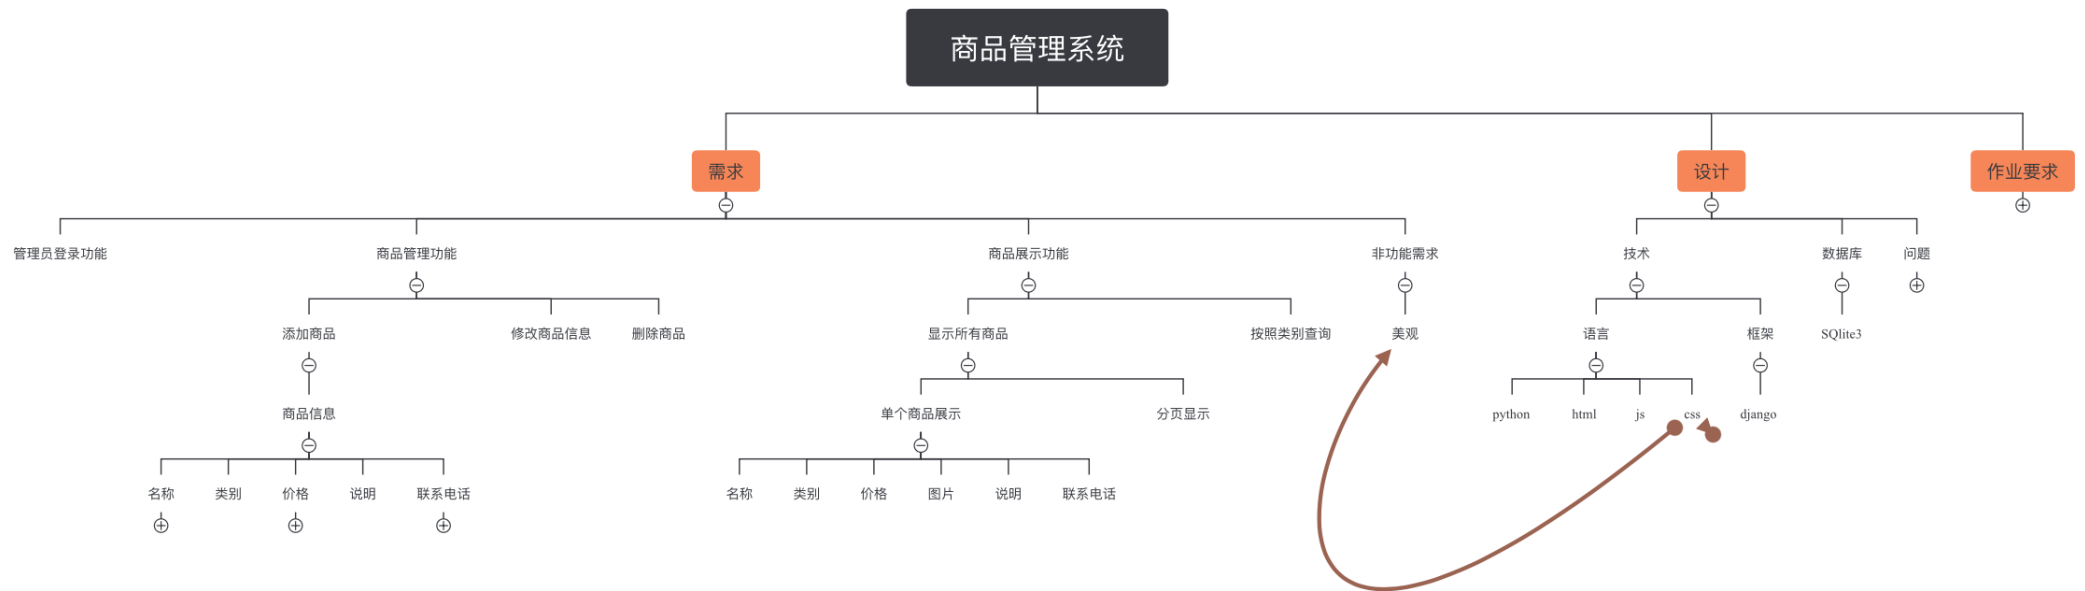 商品管理系统
需求
设计
作业要求
管理员登录功能
商品管理功能
商品展示功能
非功能需求
技术
数据库
问题
添加商品
修改商品信息
删除商品
显示所有商品
按照类别查询
美观
语言
框架
SQlite3
商品信息
单个商品展示
分页显示
python
html
js
css
django
名称
类别
价格
说明
联系电话
名称
类别
价格
图片
说明
联系电话